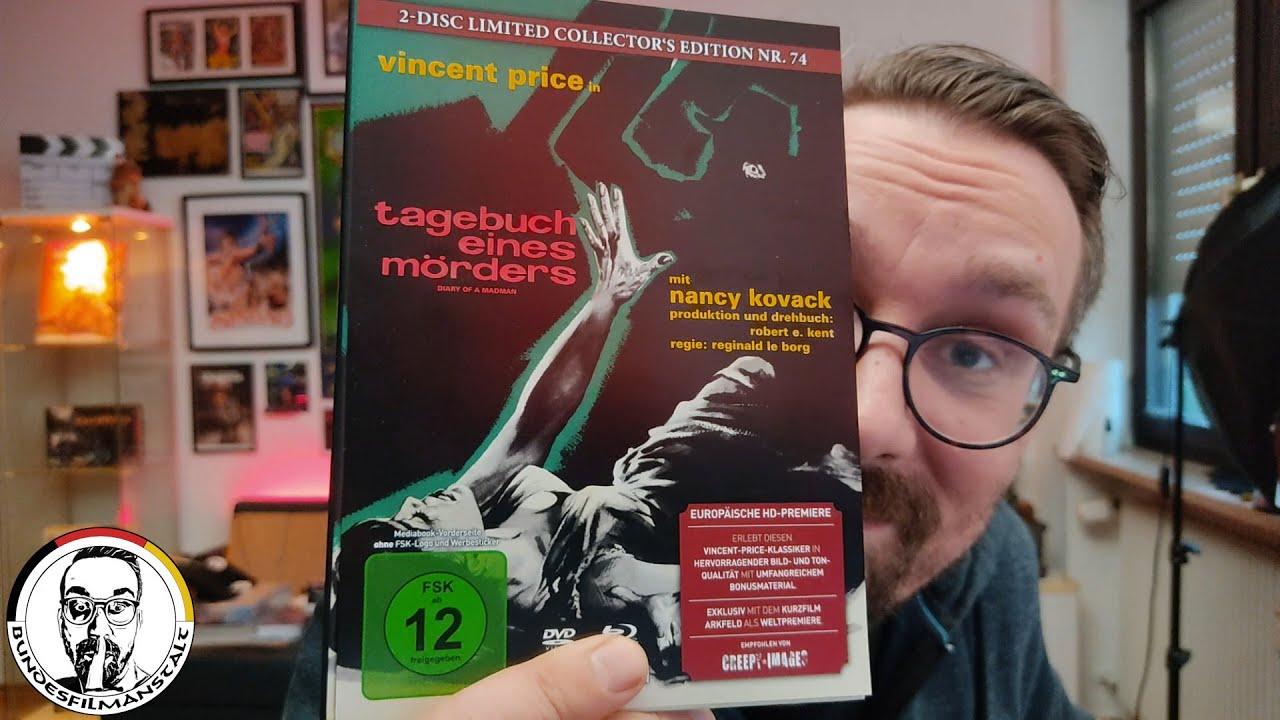 2-DISC LIMITED COLLECTOR'S EDITION NR. 74
vincent price in
tagebuch
eines
mörders
DIARY OF A MADMAN
mit
nancy kovack
produktion und drehbuch:
robert e. kent
regie: reginald le borg
Mediabook-Vorderseite
ohne FSK-Logo und Werbesticker
FSK
ab
12
freigegeben
DVD
EUROPÄISCHE HD-PREMIERE
ERLEBT DIESEN
VINCENT-PRICE-KLASSIKER IN
HERVORRAGENDER BILD- UND TON-
QUALITÄT MIT UMFANGREICHEM
BONUSMATERIAL.
EXKLUSIV MIT DEM KURZFILM
ARKFELD ALS WELTPREMIERE
EMPFOHLEN VON
CREEPY-IMAGES
BUNDESFILMANSTALT